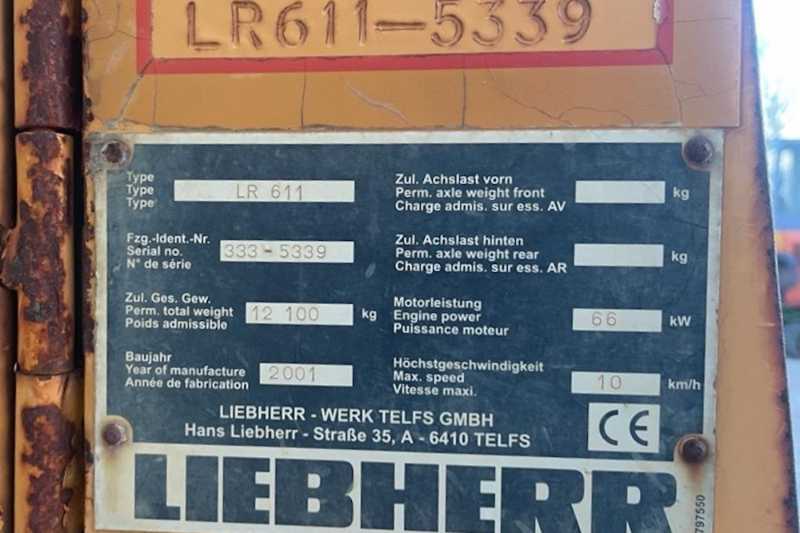 LR611-5339
Type
Type LR 611
Type
Zul. Achslast vorn
Perm. axle weight front kg
Charge admis. sur ess. AV
Fzg.-Ident.-Nr.
Serial no. 333-5339
N° de série
Zul. Achslast hinten
Perm. axle weight rear kg
Charge admis. sur ess. AR
Zul. Ges. Gew.
Perm. total weight 12 100 kg
Poids admissible
Motorleistung
Engine power 66 kW
Puissance moteur
Baujahr
Year of manufacture 2001
Année de fabrication
Höchstgeschwindigkeit
Max. speed 10 km/h
Vitesse maxi.
LIEBHERR - WERK TELFS GMBH
Hans Liebherr - Straße 35, A - 6410 TELFS
CE
LIEBHERR
797550